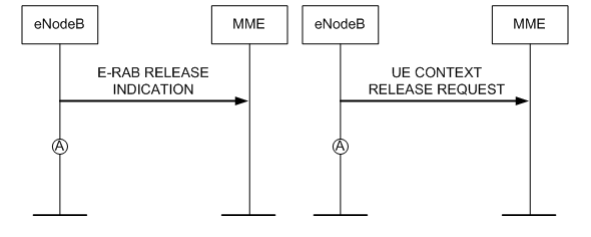 eNodeB
MME
E-RAB RELEASE
INDICATION
A
eNodeB
MME
UE CONTEXT
RELEASE REQUEST
A